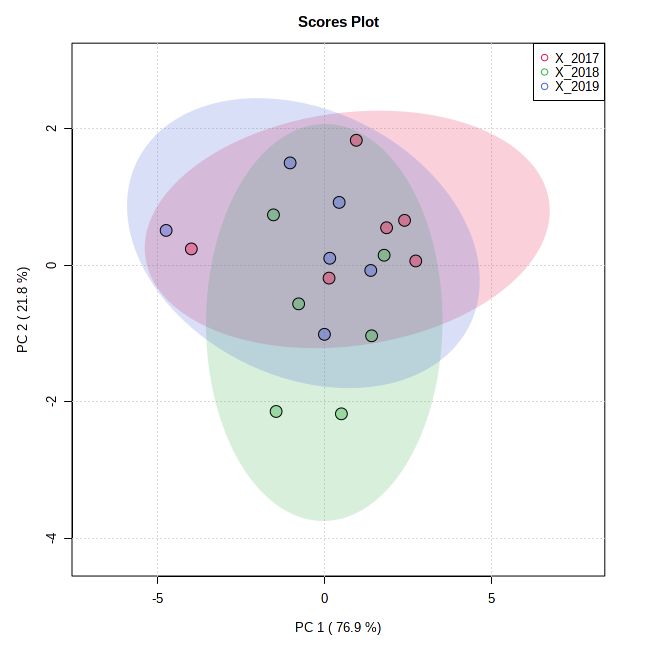 Scores Plot
X_2017
X_2018
X_2019
2
0
-2
-4
PC 2 ( 21.8 %)
-5
0
5
PC 1 ( 76.9 %)